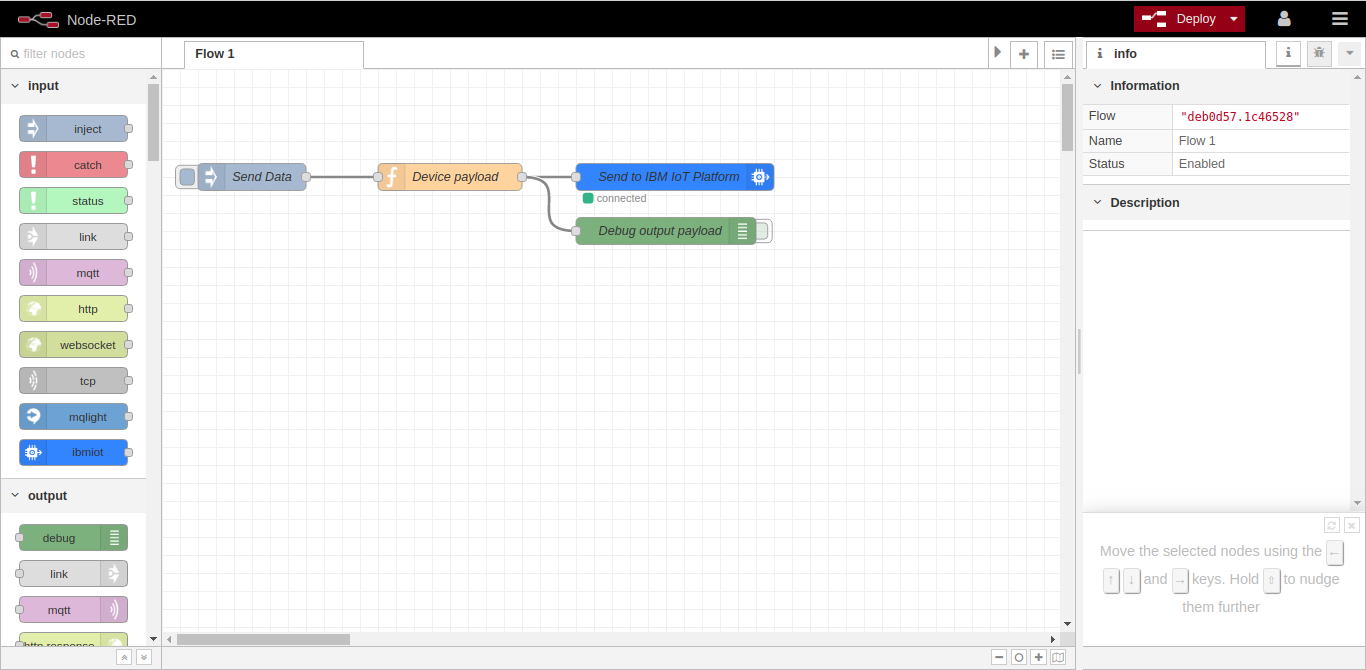 Node-RED
Deploy
filter nodes
Flow 1
info
input
inject
catch
status
link
mqtt
http
websocket
tcp
mqlight
ibmiot
output
debug
link
mqtt
http response
Send Data
Device payload
Send to IBM IoT Platform
connected
Debug output payload
Information
Flow "deb0d57.1c46528"
Name Flow 1
Status Enabled
Description
Move the selected nodes using the ←
↑ ↓ and → keys. Hold ⇧ to nudge
them further